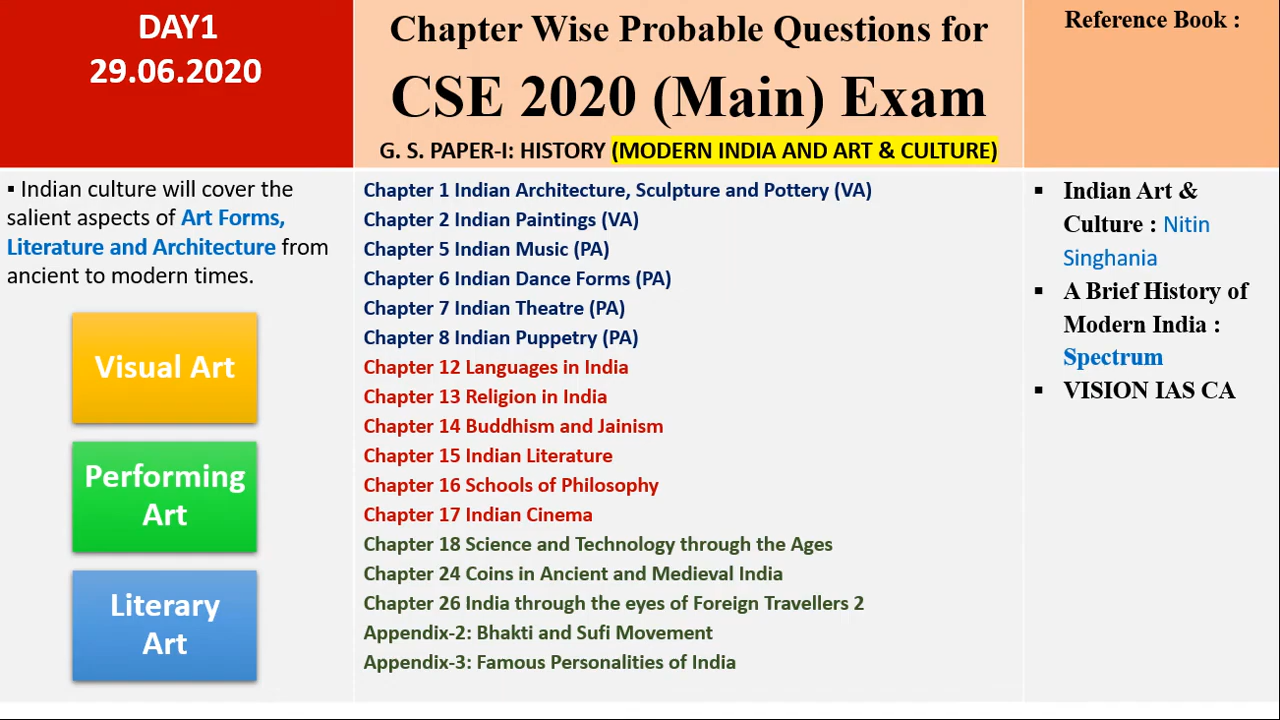 DAY1
29.06.2020
Chapter Wise Probable Questions for
CSE 2020 (Main) Exam
G. S. PAPER-I: HISTORY (MODERN INDIA AND ART & CULTURE)
Reference Book :
▪ Indian culture will cover the
salient aspects of Art Forms,
Literature and Architecture from
ancient to modern times.
Visual Art
Performing
Art
Literary
Art
Chapter 1 Indian Architecture, Sculpture and Pottery (VA)
Chapter 2 Indian Paintings (VA)
Chapter 5 Indian Music (PA)
Chapter 6 Indian Dance Forms (PA)
Chapter 7 Indian Theatre (PA)
Chapter 8 Indian Puppetry (PA)
Chapter 12 Languages in India
Chapter 13 Religion in India
Chapter 14 Buddhism and Jainism
Chapter 15 Indian Literature
Chapter 16 Schools of Philosophy
Chapter 17 Indian Cinema
Chapter 18 Science and Technology through the Ages
Chapter 24 Coins in Ancient and Medieval India
Chapter 26 India through the eyes of Foreign Travellers 2
Appendix-2: Bhakti and Sufi Movement
Appendix-3: Famous Personalities of India
▪ Indian Art &
Culture : Nitin
Singhania
▪ A Brief History of
Modern India :
Spectrum
▪ VISION IAS CA